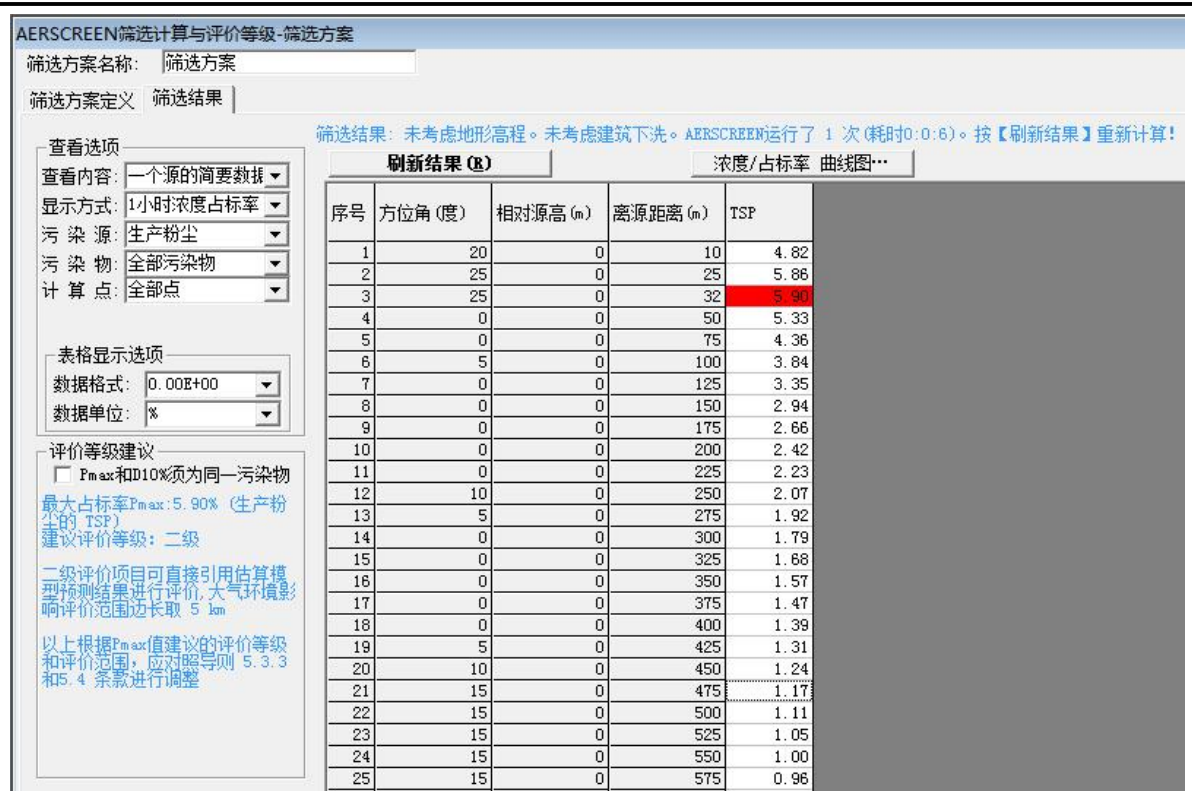 AERSCREEN筛选计算与评价等级-筛选方案
筛选方案名称: 筛选方案
筛选方案定义 筛选结果
筛选结果: 未考虑地形高程。未考虑建筑下洗。AERSCREEN运行了 1 次(耗时0:0:6)。按【刷新结果】重新计算!
查看选项
查看内容: 一个源的简要数据
显示方式: 1小时浓度占标率
污 染 源: 生产粉尘
污 染 物: 全部污染物
计 算 点: 全部点
表格显示选项
数据格式: 0.00E+00
数据单位: %
评价等级建议
Pmax和D10%须为同一污染物
最大占标率Pmax:5.90% (生产粉
尘的 TSP)
建议评价等级: 二级
二级评价项目可直接引用估算模
型预测结果进行评价,大气环境影
响评价范围边长取 5 km
以上根据Pmax值建议的评价等级
和评价范围,应对照导则 5.3.3
和5.4 条款进行调整
刷新结果(R) 浓度/占标率 曲线图…
序号 方位角(度) 相对源高(m) 离源距离(m) TSP
1 20 0 10 4.82
2 25 0 25 5.86
3 25 0 32 5.90
4 0 0 50 5.33
5 0 0 75 4.36
6 5 0 100 3.84
7 0 0 125 3.35
8 0 0 150 2.94
9 0 0 175 2.66
10 0 0 200 2.42
11 0 0 225 2.23
12 10 0 250 2.07
13 5 0 275 1.92
14 0 0 300 1.79
15 0 0 325 1.68
16 0 0 350 1.57
17 0 0 375 1.47
18 0 0 400 1.39
19 5 0 425 1.31
20 10 0 450 1.24
21 15 0 475 1.17
22 15 0 500 1.11
23 15 0 525 1.05
24 15 0 550 1.00
25 15 0 575 0.96